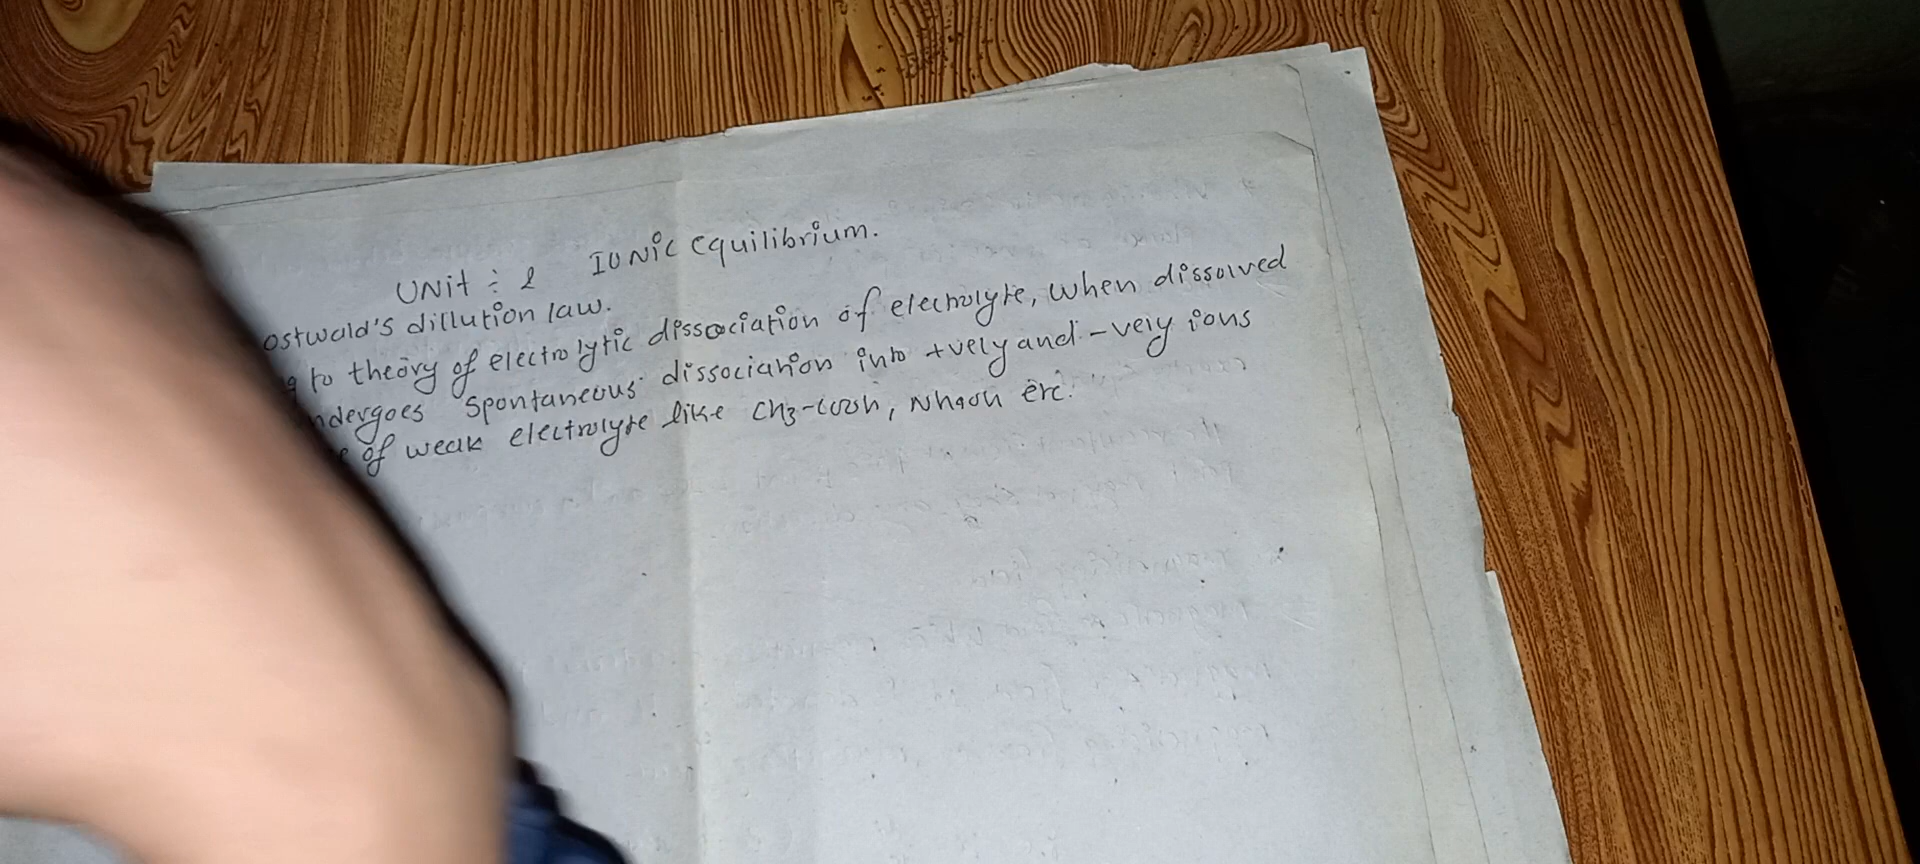 UNit : 2 IONic equilibrium.
ostwald's dillution law.
to theory of electrolytic dissociation of electrolyte, when dissolved
ndergoes spontaneous dissociation into +vely and -vely ions
of weak electrolyte like CH3-COOH, NH4OH etc.